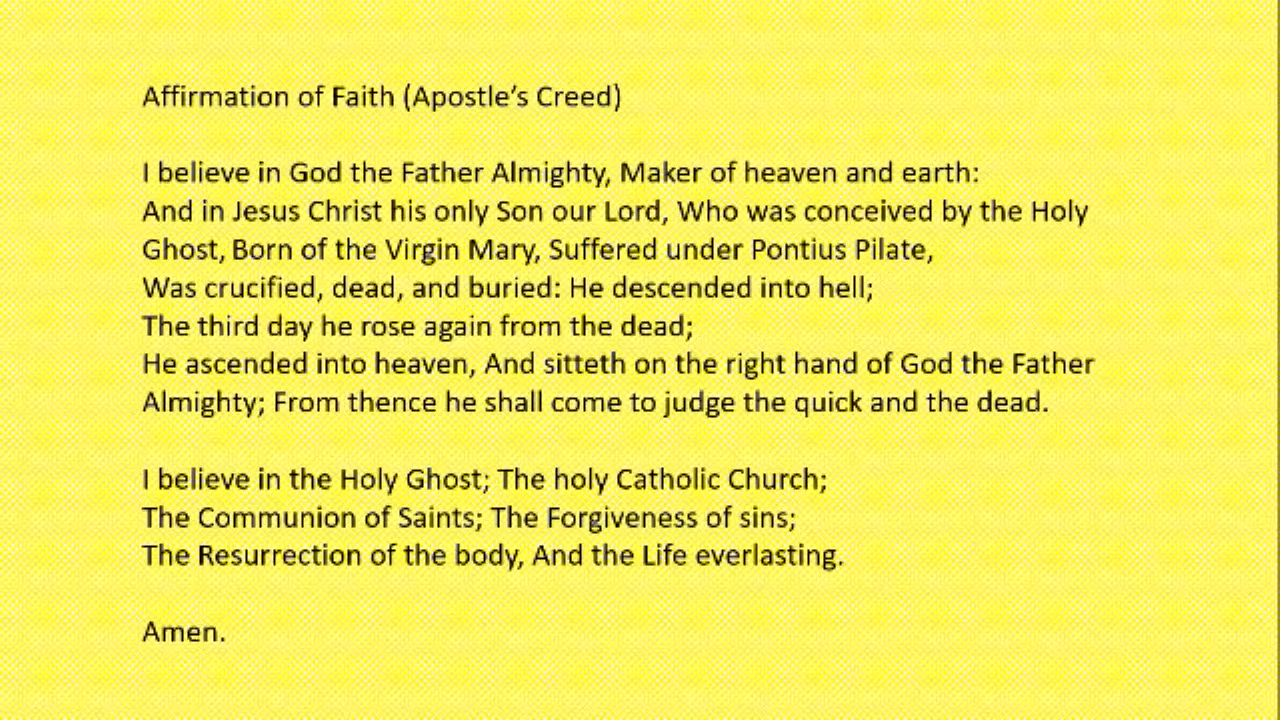 Affirmation of Faith (Apostle’s Creed)
I believe in God the Father Almighty, Maker of heaven and earth:
And in Jesus Christ his only Son our Lord, Who was conceived by the Holy
Ghost, Born of the Virgin Mary, Suffered under Pontius Pilate,
Was crucified, dead, and buried: He descended into hell;
The third day he rose again from the dead;
He ascended into heaven, And sitteth on the right hand of God the Father
Almighty; From thence he shall come to judge the quick and the dead.
I believe in the Holy Ghost; The holy Catholic Church;
The Communion of Saints; The Forgiveness of sins;
The Resurrection of the body, And the Life everlasting.
Amen.